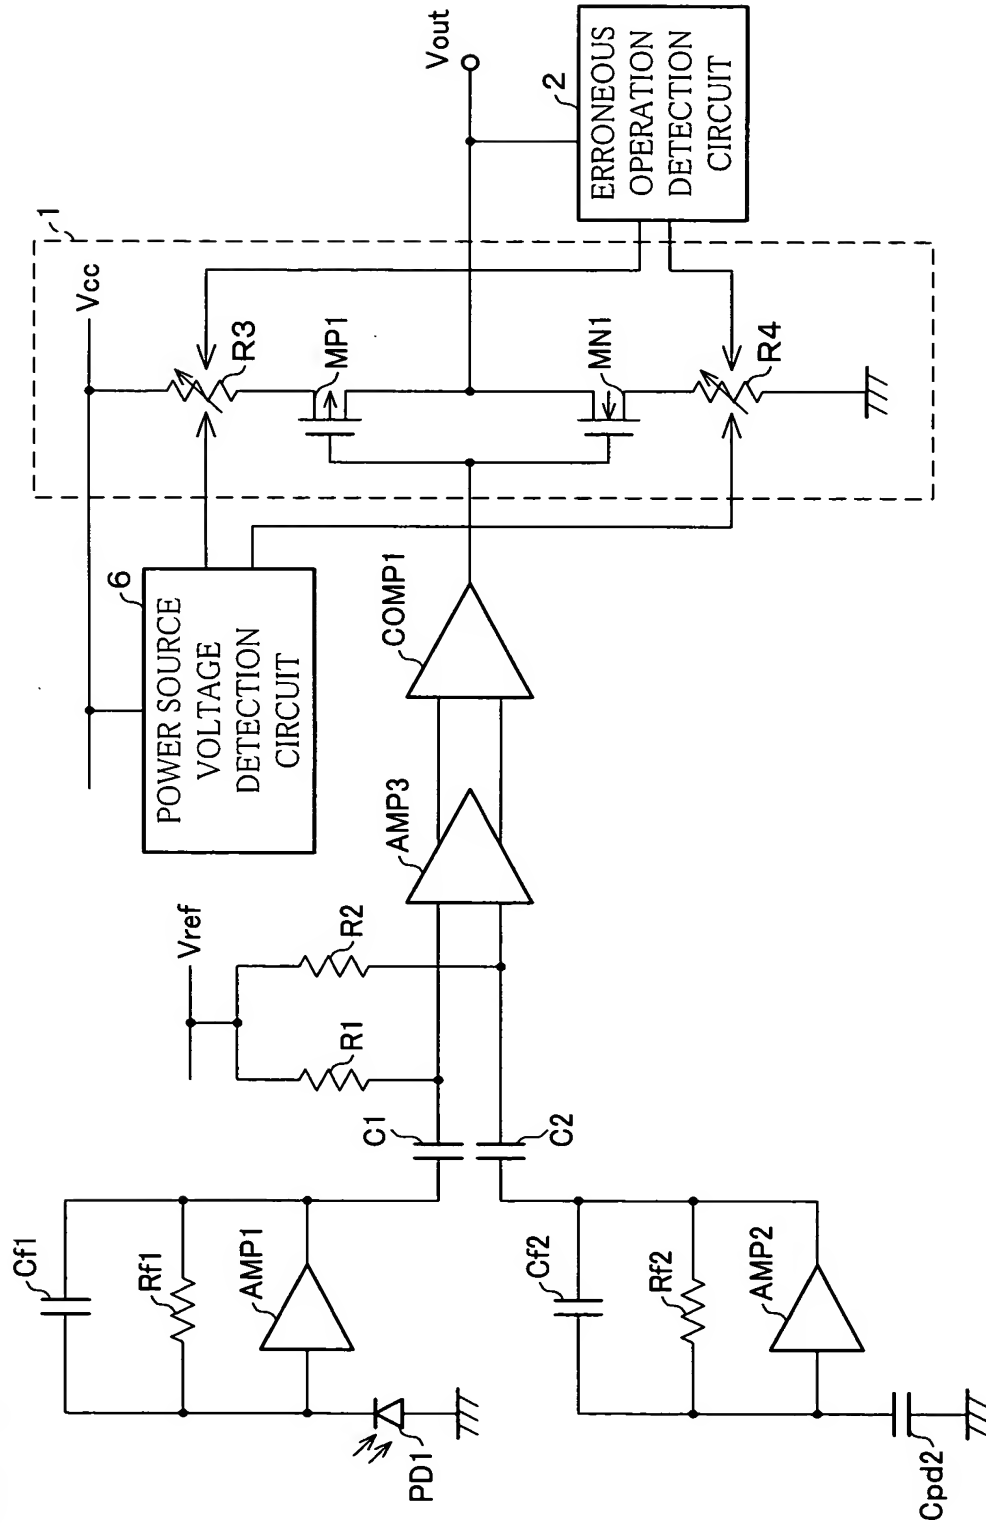 Cf1
Rf1
AMP1
PD1
Cf2
Rf2
AMP2
Cpd2
C1
C2
Vref
R1
R2
AMP3
COMP1
6
POWER SOURCE
VOLTAGE
DETECTION
CIRCUIT
Vcc
1
R3
MP1
MN1
R4
Vout
2
ERRONEOUS
OPERATION
DETECTION
CIRCUIT